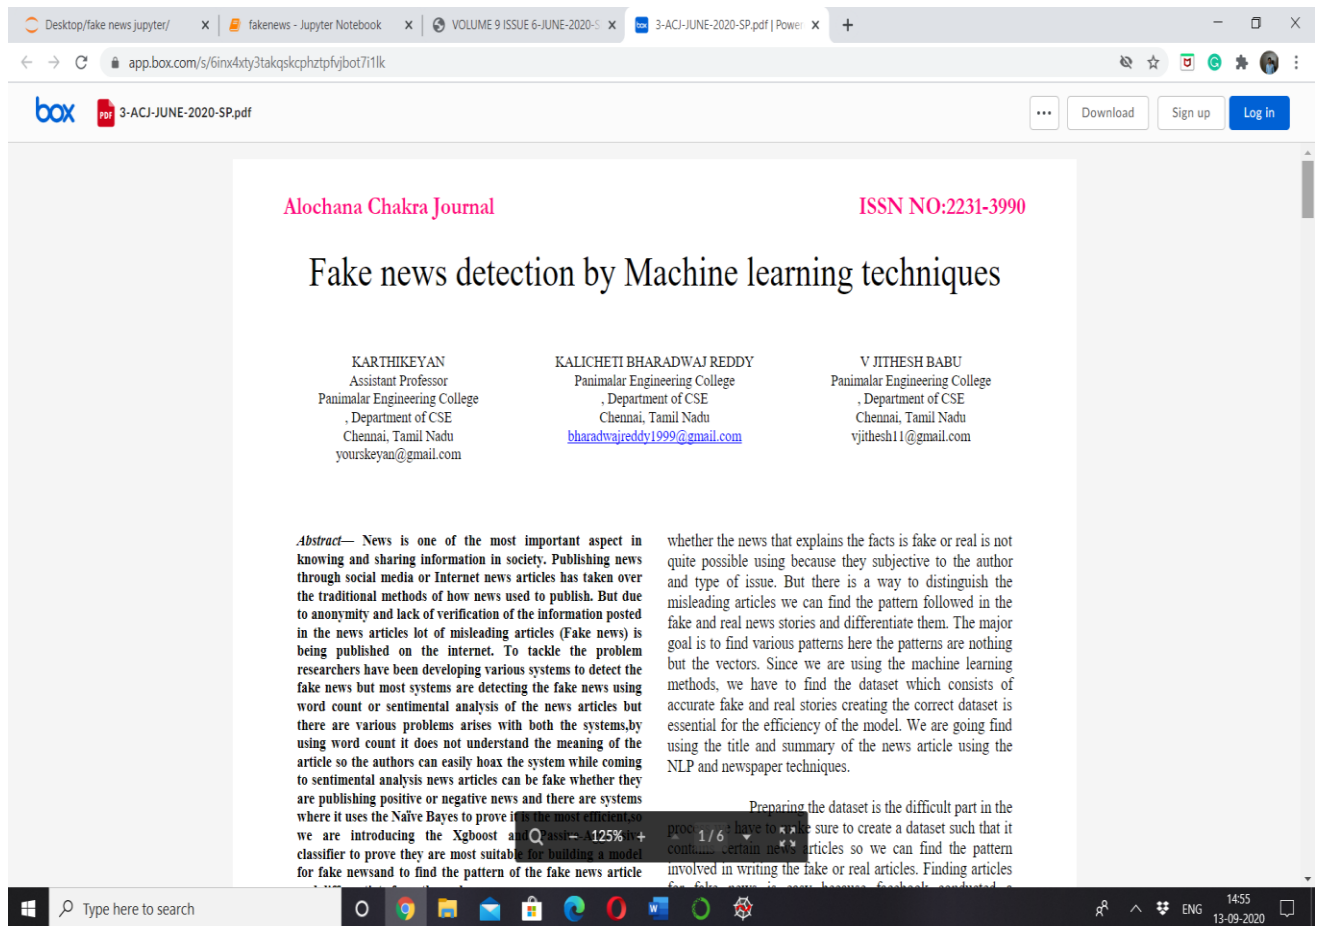 Desktop/fake news jupyter/
fakenews - Jupyter Notebook
VOLUME 9 ISSUE 6-JUNE-2020-S
3-ACJ-JUNE-2020-SP.pdf | Power
app.box.com/s/6inx4xty3takqskcphztpfvjbot7i1lk
box
PDF
3-ACJ-JUNE-2020-SP.pdf
Download
Sign up
Log in
Alochana Chakra Journal
ISSN NO:2231-3990
Fake news detection by Machine learning techniques
KARTHIKEYAN
Assistant Professor
Panimalar Engineering College
, Department of CSE
Chennai, Tamil Nadu
yourskeyan@gmail.com
KALICHETI BHARADWAJ REDDY
Panimalar Engineering College
, Department of CSE
Chennai, Tamil Nadu
bharadwajreddy1999@gmail.com
V JITHESH BABU
Panimalar Engineering College
, Department of CSE
Chennai, Tamil Nadu
vjithesh11@gmail.com
Abstract— News is one of the most important aspect in
knowing and sharing information in society. Publishing news
through social media or Internet news articles has taken over
the traditional methods of how news used to publish. But due
to anonymity and lack of verification of the information posted
in the news articles lot of misleading articles (Fake news) is
being published on the internet. To tackle the problem
researchers have been developing various systems to detect the
fake news but most systems are detecting the fake news using
word count or sentimental analysis of the news articles but
there are various problems arises with both the systems,by
using word count it does not understand the meaning of the
article so the authors can easily hoax the system while coming
to sentimental analysis news articles can be fake whether they
are publishing positive or negative news and there are systems
where it uses the Naïve Bayes to prove it is the most efficient,so
we are introducing the Xgboost and Passive-Aggressive
classifier to prove they are most suitable for building a model
for fake newsand to find the pattern of the fake news article
whether the news that explains the facts is fake or real is not
quite possible using because they subjective to the author
and type of issue. But there is a way to distinguish the
misleading articles we can find the pattern followed in the
fake and real news stories and differentiate them. The major
goal is to find various patterns here the patterns are nothing
but the vectors. Since we are using the machine learning
methods, we have to find the dataset which consists of
accurate fake and real stories creating the correct dataset is
essential for the efficiency of the model. We are going find
using the title and summary of the news article using the
NLP and newspaper techniques.
Preparing the dataset is the difficult part in the
have to make sure to create a dataset such that it
contains certain news articles so we can find the pattern
involved in writing the fake or real articles. Finding articles
for fake news is easy because facebook conducted a
125%
1 / 6
Type here to search
ENG
14:55
13-09-2020